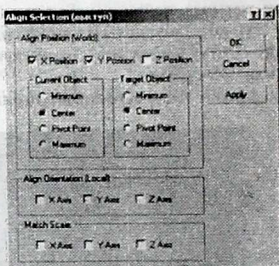 Align Selection (выступ)
Align Position (World):
X Position Y Position Z Position
Current Object: Target Object:
Minimum Minimum
Center Center
Pivot Point Pivot Point
Maximum Maximum
OK
Cancel
Apply
Align Orientation (Local):
X Axis Y Axis Z Axis
Match Scale:
X Axis Y Axis Z Axis